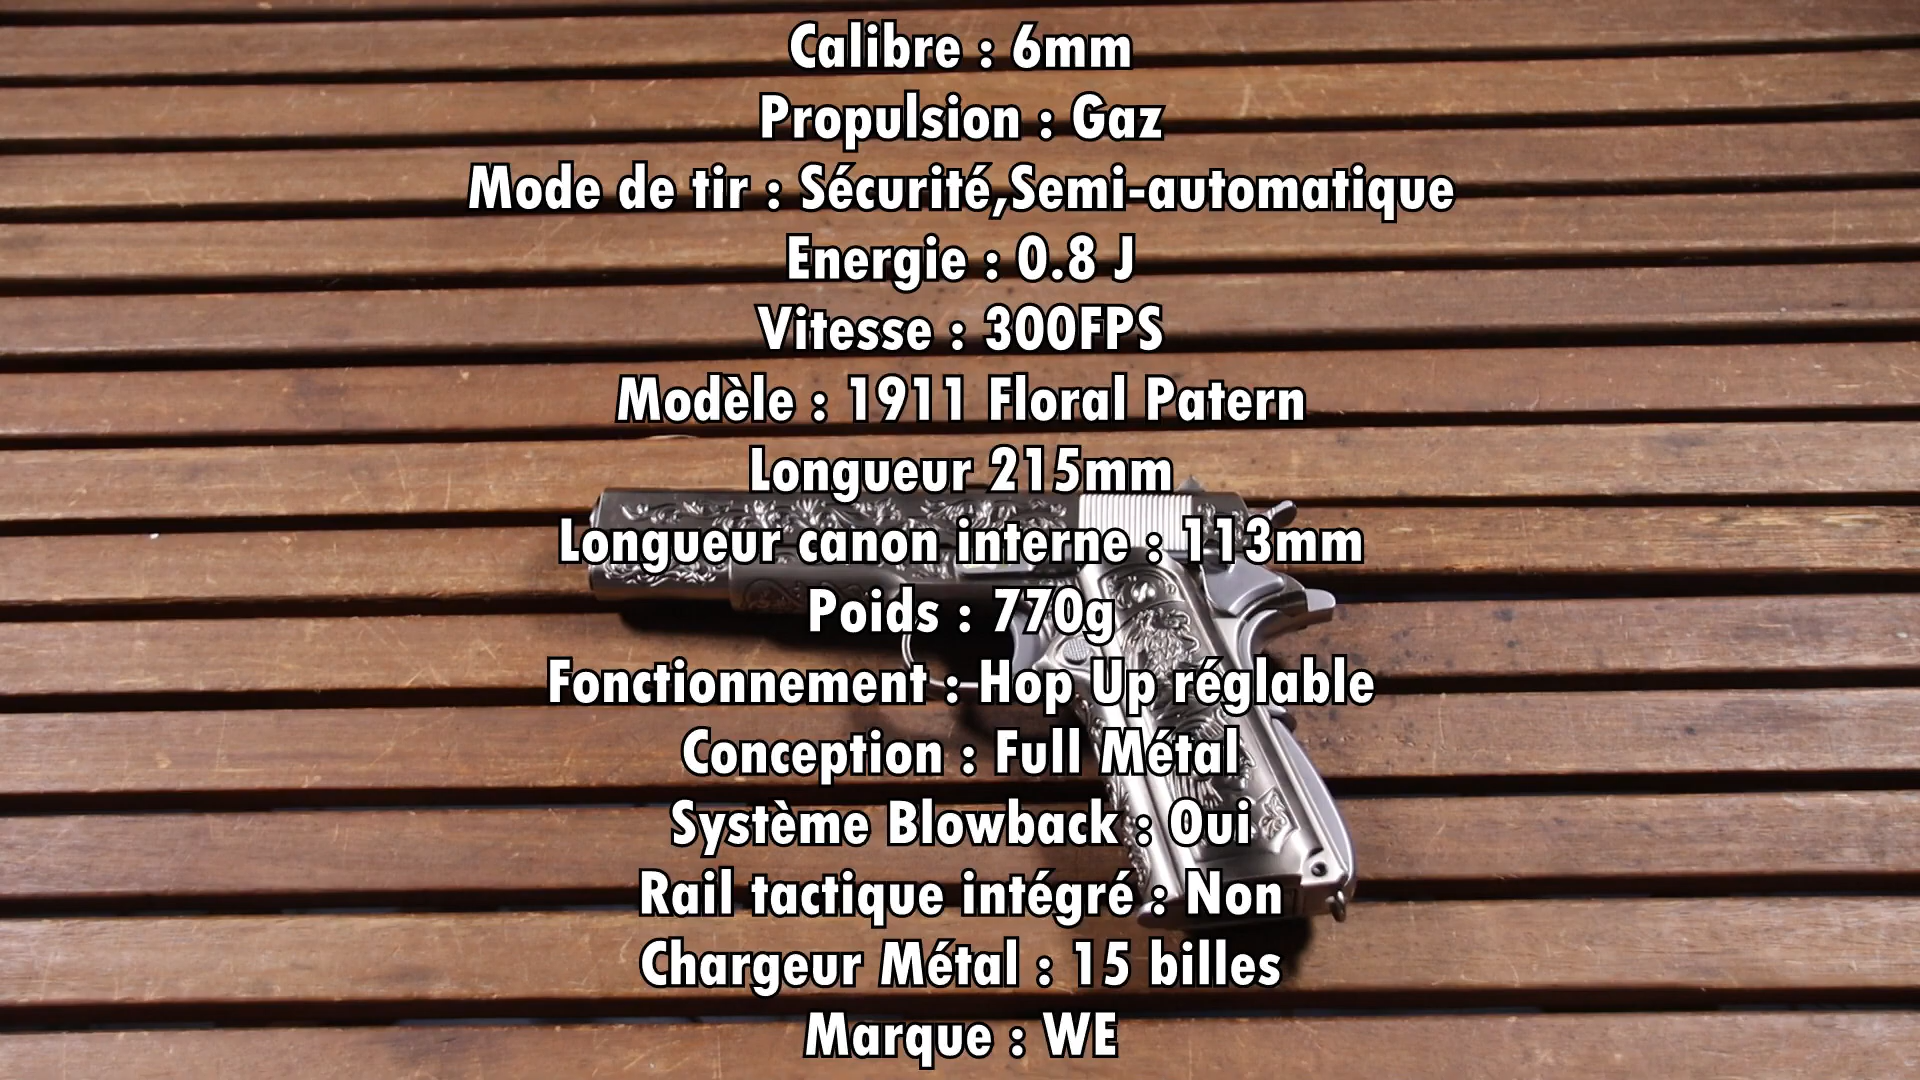 Calibre : 6mm
Propulsion : Gaz
Mode de tir : Sécurité,Semi-automatique
Energie : 0.8 J
Vitesse : 300FPS
Modèle : 1911 Floral Patern
Longueur 215mm
Longueur canon interne : 113mm
Poids : 770g
Fonctionnement : Hop Up réglable
Conception : Full Métal
Système Blowback : Oui
Rail tactique intégré : Non
Chargeur Métal : 15 billes
Marque : WE